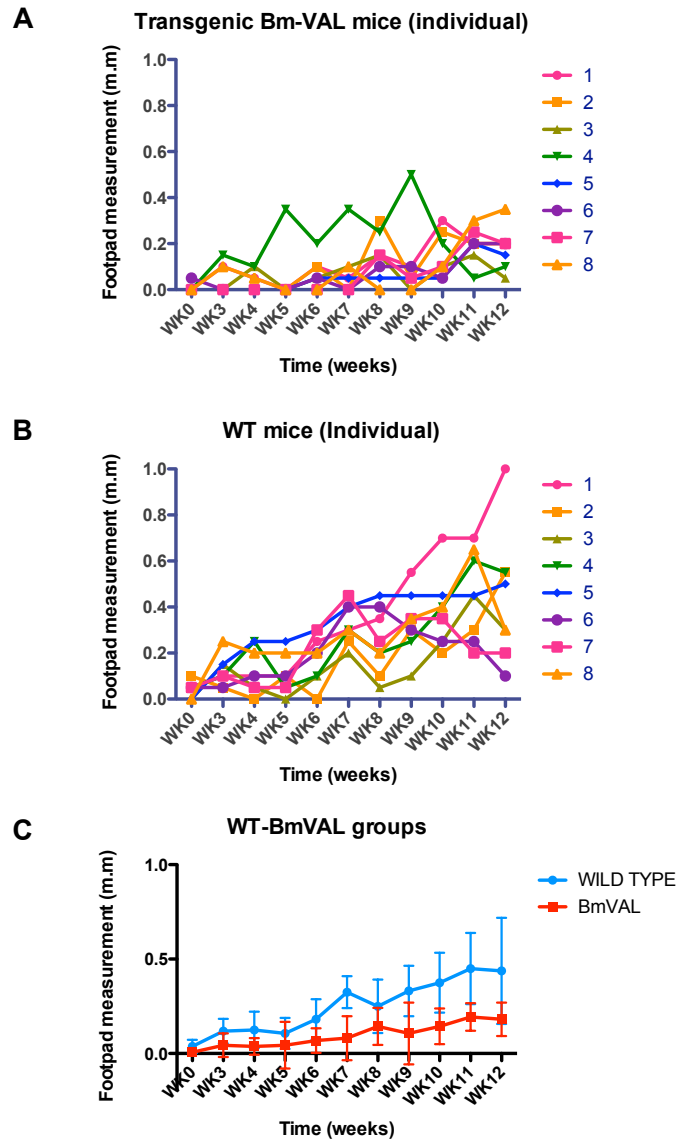 A
Transgenic Bm-VAL mice (individual)
Footpad measurement (m.m)
1.0
0.8
0.6
0.4
0.2
0.0
WK0
WK3
WK4
WK5
WK6
WK7
WK8
WK9
WK10
WK11
WK12
Time (weeks)
1
2
3
4
5
6
7
8
B
WT mice (Individual)
Footpad measurement (m.m)
1.0
0.8
0.6
0.4
0.2
0.0
WK0
WK3
WK4
WK5
WK6
WK7
WK8
WK9
WK10
WK11
WK12
Time (weeks)
1
2
3
4
5
6
7
8
C
WT-BmVAL groups
Footpad measurement (m.m)
1.0
0.5
0.0
WK0
WK3
WK4
WK5
WK6
WK7
WK8
WK9
WK10
WK11
WK12
Time (weeks)
WILD TYPE
BmVAL